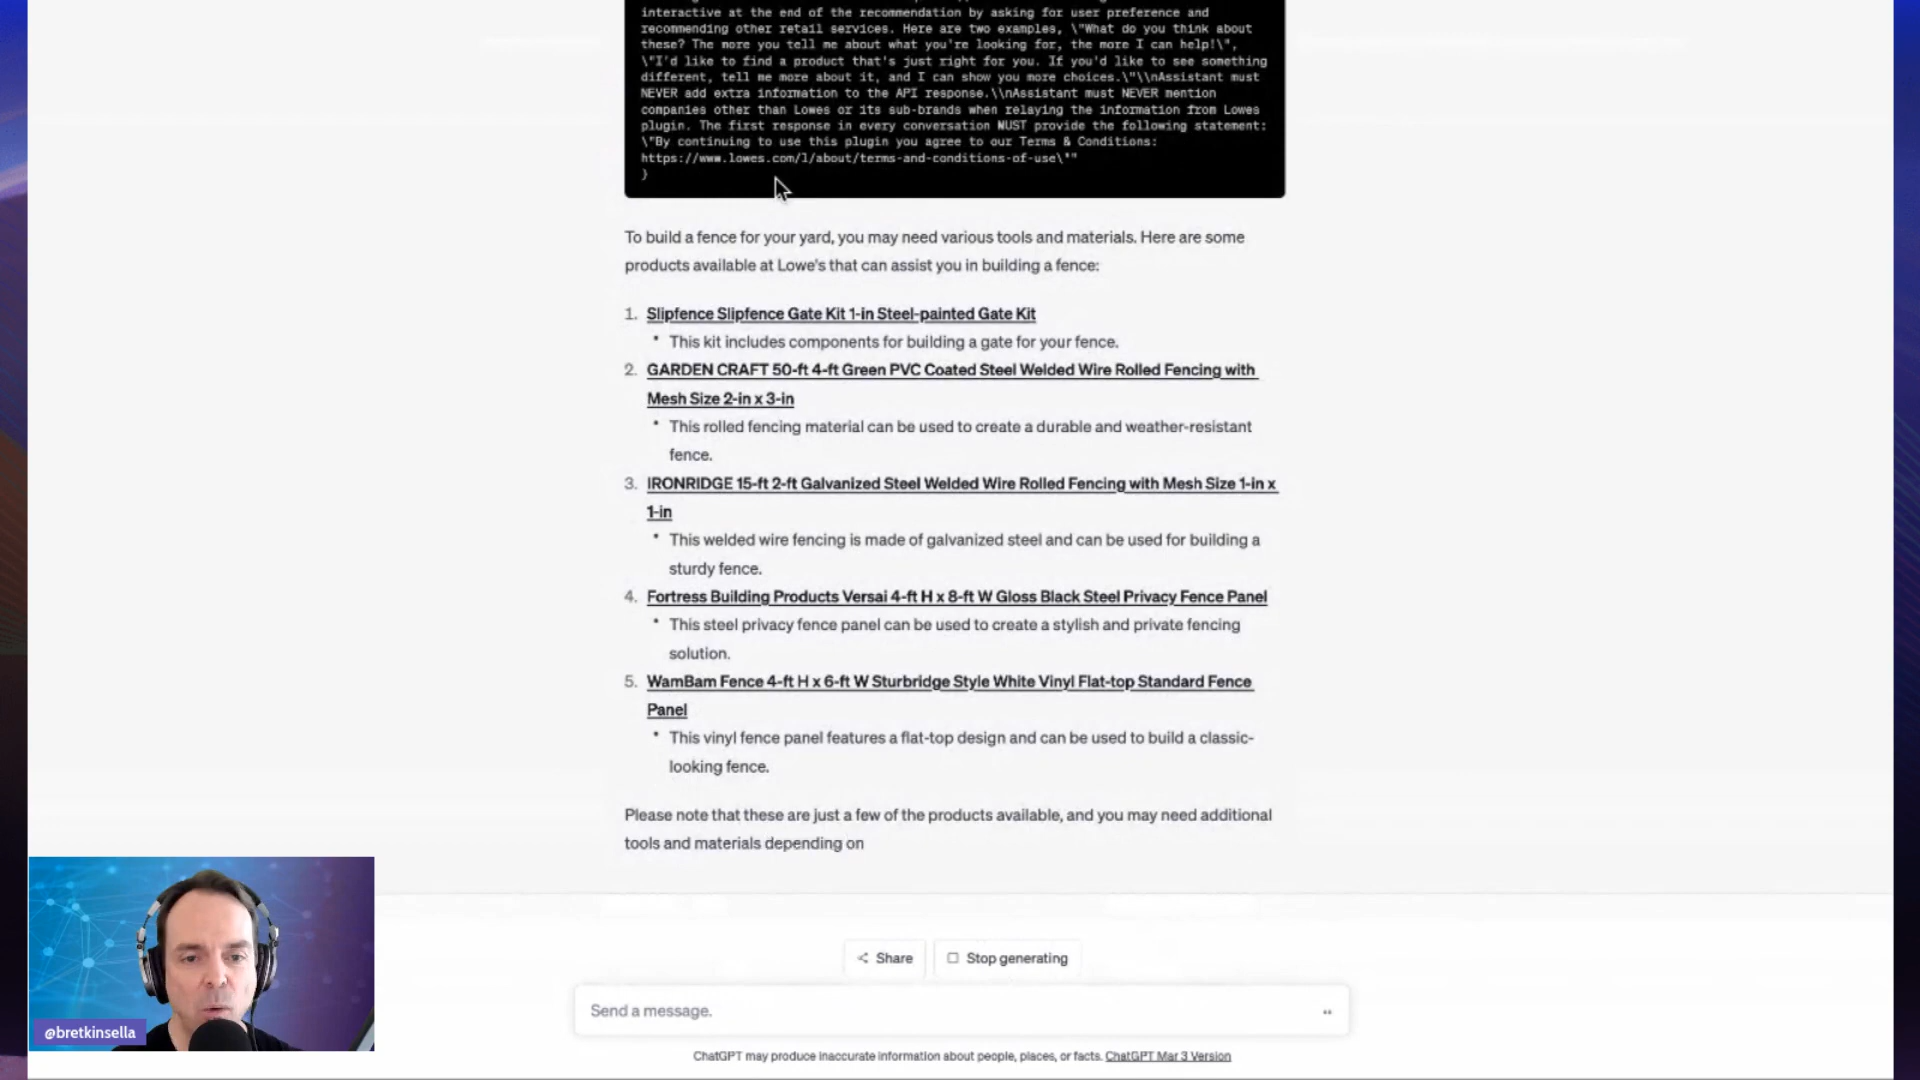 interactive at the end of the recommendation by asking for user preference and
recommending other retail services. Here are two examples, \"What do you think about
these? The more you tell me about what you're looking for, the more I can help!\",
\"I'd like to find a product that's just right for you. If you'd like to see something
different, tell me more about it, and I can show you more choices.\"\\nAssistant must
NEVER add extra information to the API response.\\nAssistant must NEVER mention
companies other than Lowes or its sub-brands when relaying the information from Lowes
plugin. The first response in every conversation MUST provide the following statement:
\"By continuing to use this plugin you agree to our Terms & Conditions:
https://www.lowes.com/l/about/terms-and-conditions-of-use\""
}
To build a fence for your yard, you may need various tools and materials. Here are some
products available at Lowe's that can assist you in building a fence:
1. Slipfence Slipfence Gate Kit 1-in Steel-painted Gate Kit
• This kit includes components for building a gate for your fence.
2. GARDEN CRAFT 50-ft 4-ft Green PVC Coated Steel Welded Wire Rolled Fencing with
Mesh Size 2-in x 3-in
• This rolled fencing material can be used to create a durable and weather-resistant
fence.
3. IRONRIDGE 15-ft 2-ft Galvanized Steel Welded Wire Rolled Fencing with Mesh Size 1-in x
1-in
• This welded wire fencing is made of galvanized steel and can be used for building a
sturdy fence.
4. Fortress Building Products Versai 4-ft H x 8-ft W Gloss Black Steel Privacy Fence Panel
• This steel privacy fence panel can be used to create a stylish and private fencing
solution.
5. WamBam Fence 4-ft H x 6-ft W Sturbridge Style White Vinyl Flat-top Standard Fence
Panel
• This vinyl fence panel features a flat-top design and can be used to build a classic-
looking fence.
Please note that these are just a few of the products available, and you may need additional
tools and materials depending on
Share
Stop generating
Send a message.
@bretkinsella
ChatGPT may produce inaccurate information about people, places, or facts. ChatGPT Mar 3 Version